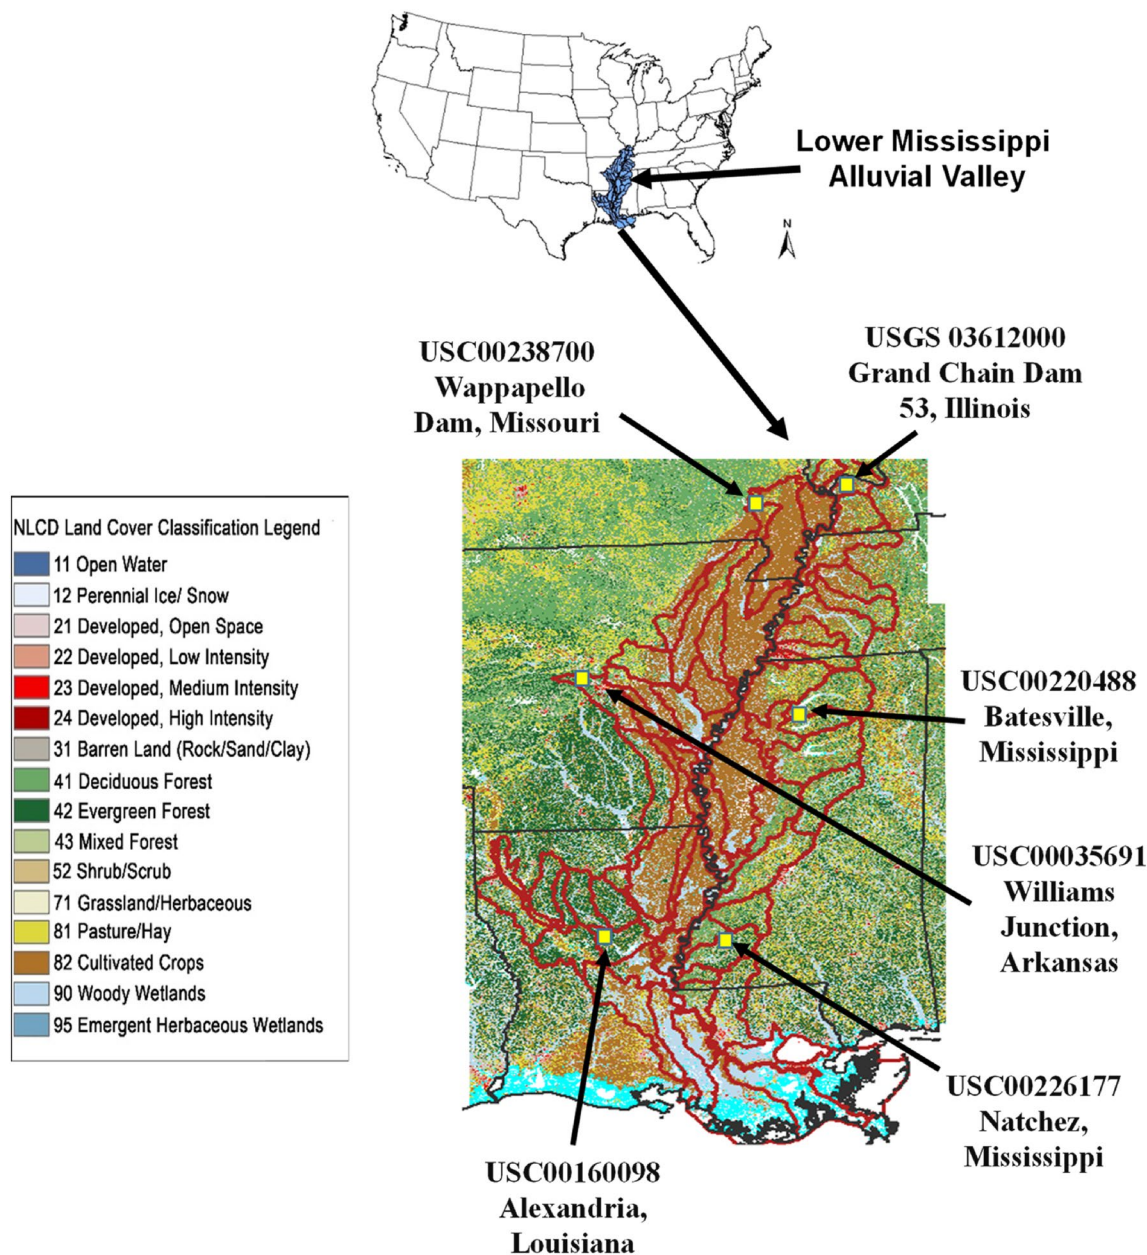 Lower Mississippi
Alluvial Valley
N
USC00238700
Wappapello
Dam, Missouri
USGS 03612000
Grand Chain Dam
53, Illinois
NLCD Land Cover Classification Legend
11 Open Water
12 Perennial Ice/ Snow
21 Developed, Open Space
22 Developed, Low Intensity
23 Developed, Medium Intensity
24 Developed, High Intensity
31 Barren Land (Rock/Sand/Clay)
41 Deciduous Forest
42 Evergreen Forest
43 Mixed Forest
52 Shrub/Scrub
71 Grassland/Herbaceous
81 Pasture/Hay
82 Cultivated Crops
90 Woody Wetlands
95 Emergent Herbaceous Wetlands
USC00220488
Batesville,
Mississippi
USC00035691
Williams
Junction,
Arkansas
USC00226177
Natchez,
Mississippi
USC00160098
Alexandria,
Louisiana